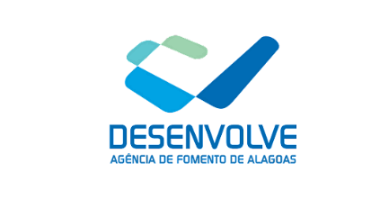 DESENVOLVE
AGÊNCIA DE FOMENTO DE ALAGOAS